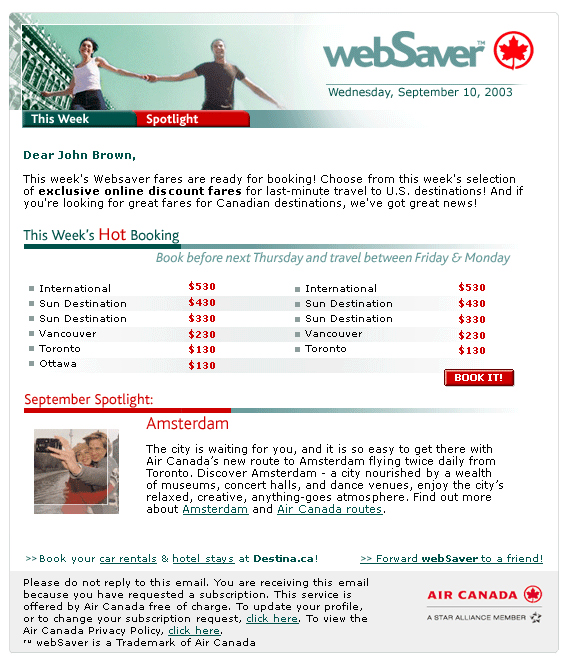 webSaver™
Wednesday, September 10, 2003
This Week
Spotlight
Dear John Brown,
This week's Websaver fares are ready for booking! Choose from this week's selection
of exclusive online discount fares for last-minute travel to U.S. destinations! And if
you're looking for great fares for Canadian destinations, we've got great news!
This Week's Hot Booking
Book before next Thursday and travel between Friday & Monday
International $530
Sun Destination $430
Sun Destination $330
Vancouver $230
Toronto $130
Ottawa $130
International $530
Sun Destination $430
Sun Destination $330
Vancouver $230
Toronto $130
BOOK IT!
September Spotlight:
Amsterdam
The city is waiting for you, and it is so easy to get there with
Air Canada's new route to Amsterdam flying twice daily from
Toronto. Discover Amsterdam - a city nourished by a wealth
of museums, concert halls, and dance venues, enjoy the city's
relaxed, creative, anything-goes atmosphere. Find out more
about Amsterdam and Air Canada routes.
>> Book your car rentals & hotel stays at Destina.ca!
>> Forward webSaver to a friend!
Please do not reply to this email. You are receiving this email
because you have requested a subscription. This service is
offered by Air Canada free of charge. To update your profile,
or to change your subscription request, click here. To view the
Air Canada Privacy Policy, click here.
™ webSaver is a Trademark of Air Canada
AIR CANADA
A STAR ALLIANCE MEMBER